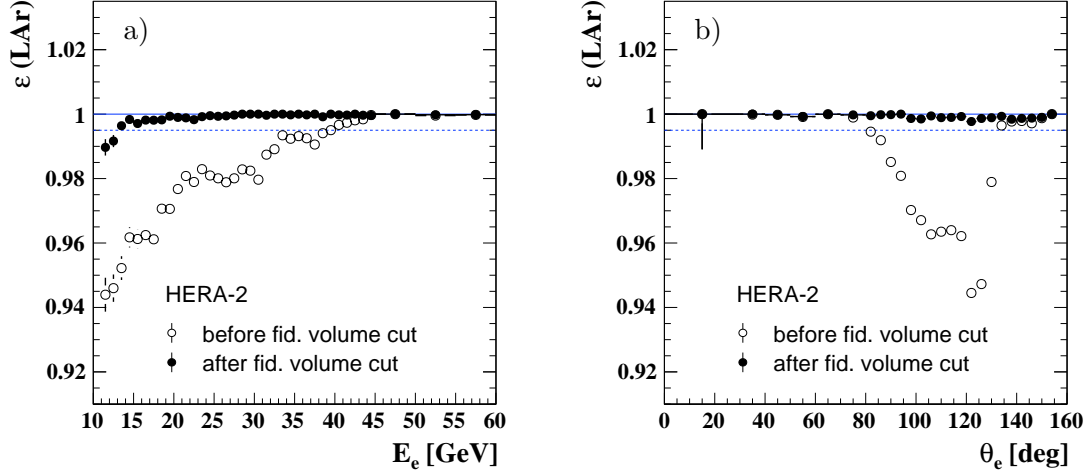 a)
ε (LAr)
1.02
1
0.98
0.96
0.94
0.92
HERA-2
before fid. volume cut
after fid. volume cut
10 15 20 25 30 35 40 45 50 55 60
E_e [GeV]
b)
ε (LAr)
1.02
1
0.98
0.96
0.94
0.92
HERA-2
before fid. volume cut
after fid. volume cut
0 20 40 60 80 100 120 140 160
θ_e [deg]